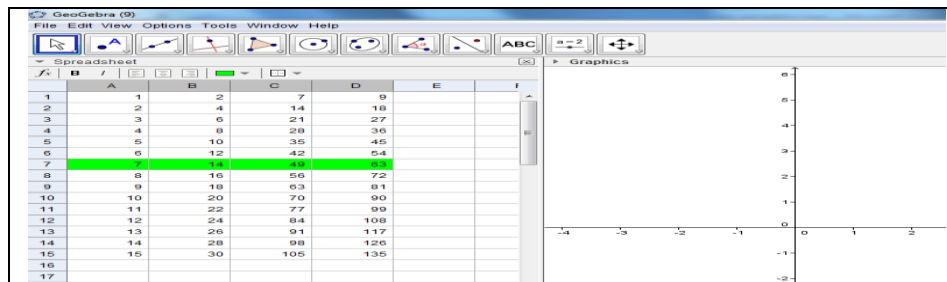 GeoGebra (9)
File Edit View Options Tools Window Help
A ABC a=2
Spreadsheet Graphics
fx B I
A B C D E F
1 1 2 7 9
2 2 4 14 18
3 3 6 21 27
4 4 8 28 36
5 5 10 35 45
6 6 12 42 54
7 7 14 49 63
8 8 16 56 72
9 9 18 63 81
10 10 20 70 90
11 11 22 77 99
12 12 24 84 108
13 13 26 91 117
14 14 28 98 126
15 15 30 105 135
16
17
6
5
4
3
2
1
0
-4 -3 -2 -1 0 1 2
-1
-2